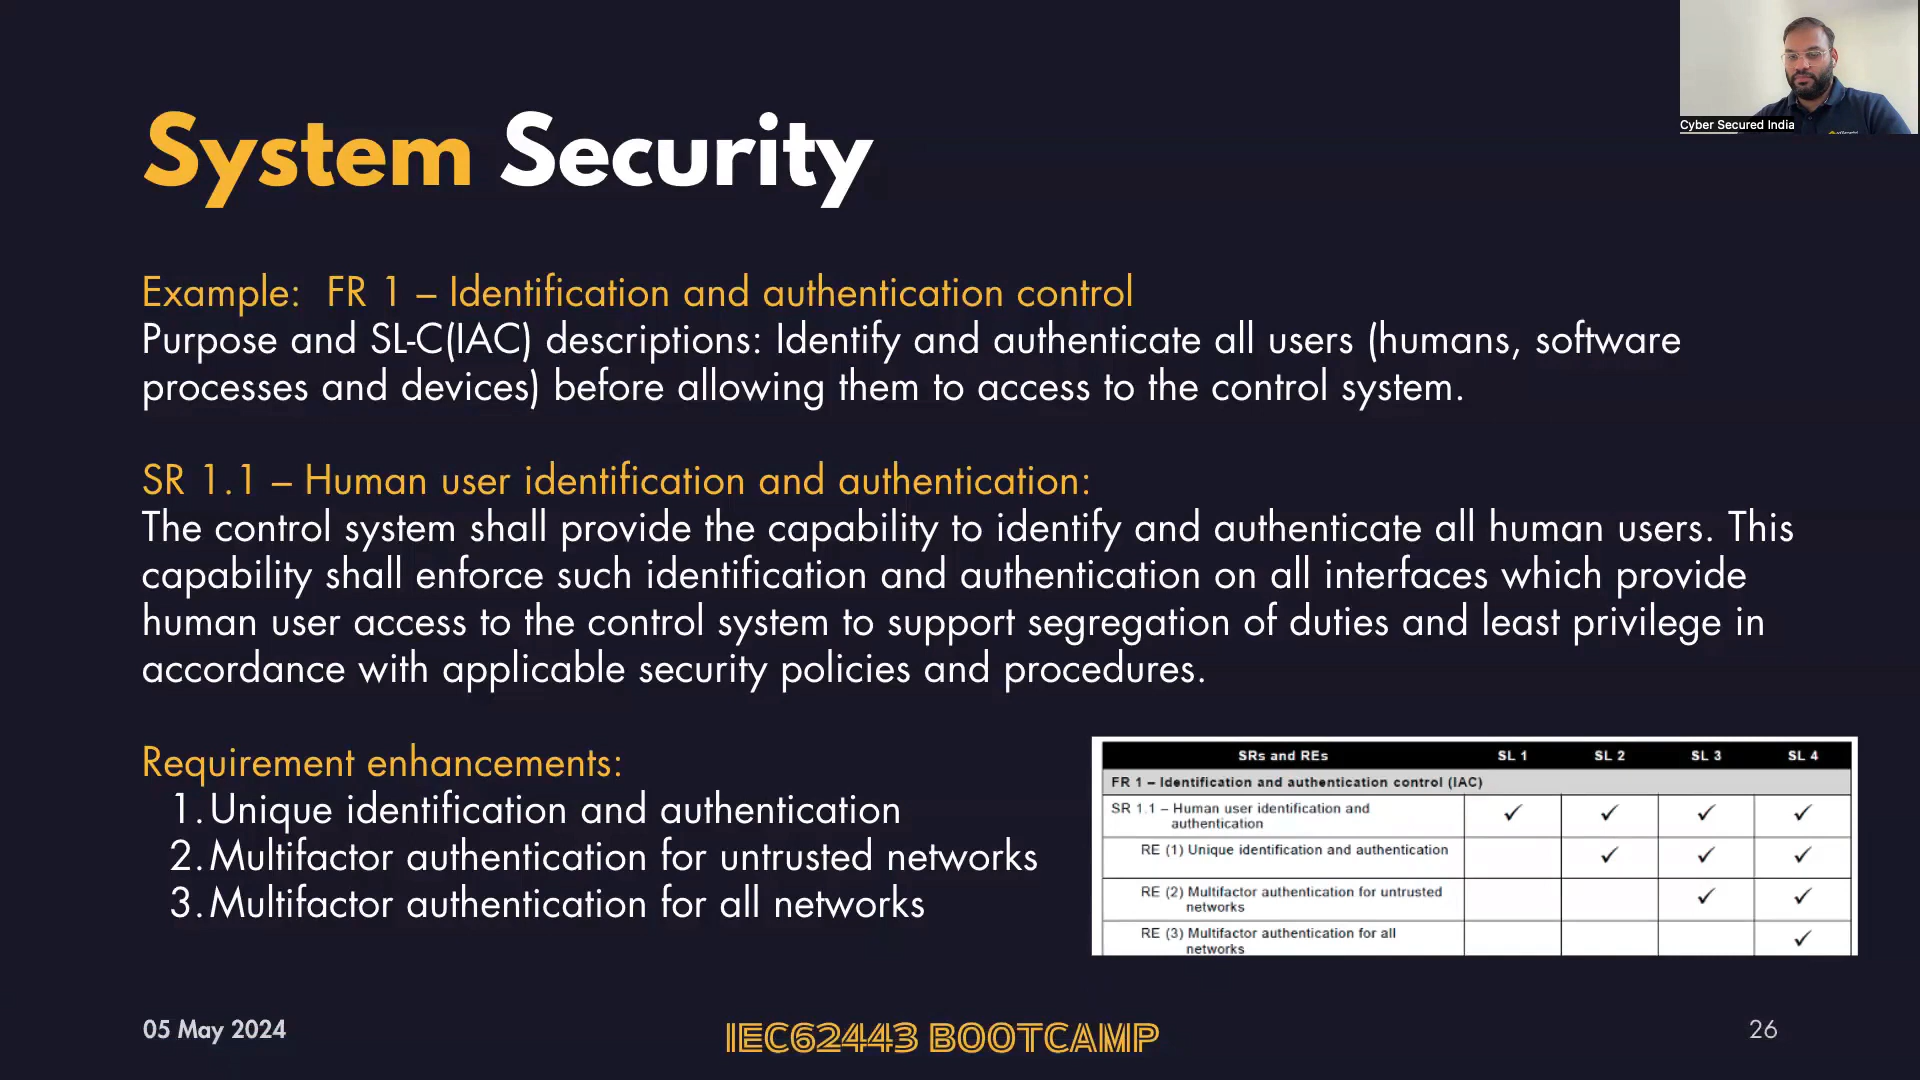 Cyber Secured India
System Security
Example: FR 1 – Identification and authentication control
Purpose and SL-C(IAC) descriptions: Identify and authenticate all users (humans, software
processes and devices) before allowing them to access to the control system.
SR 1.1 – Human user identification and authentication:
The control system shall provide the capability to identify and authenticate all human users. This
capability shall enforce such identification and authentication on all interfaces which provide
human user access to the control system to support segregation of duties and least privilege in
accordance with applicable security policies and procedures.
Requirement enhancements:
1. Unique identification and authentication
2. Multifactor authentication for untrusted networks
3. Multifactor authentication for all networks
SRs and REs SL 1 SL 2 SL 3 SL 4
FR 1 – Identification and authentication control (IAC)
SR 1.1 – Human user identification and ✓ ✓ ✓ ✓
authentication
RE (1) Unique identification and authentication ✓ ✓ ✓
RE (2) Multifactor authentication for untrusted ✓ ✓
networks
RE (3) Multifactor authentication for all ✓
networks
05 May 2024
IEC62443 BOOTCAMP
26